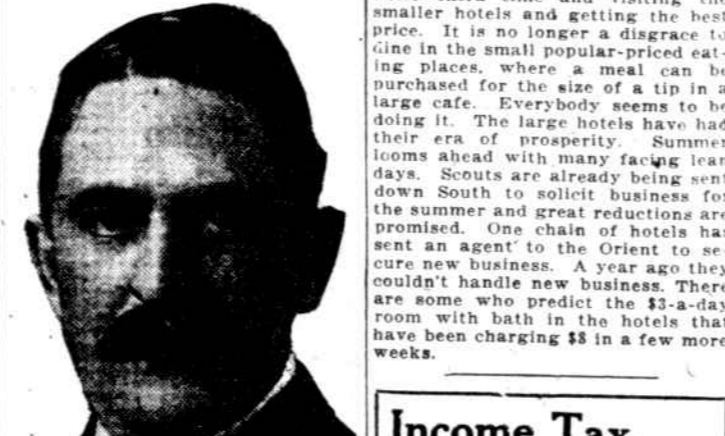 smaller hotels and getting the best
price. It is no longer a disgrace to
dine in the small popular-priced eat-
ing places, where a meal can be
purchased for the size of a tip in a
large cafe. Everybody seems to be
doing it. The large hotels have had
their era of prosperity. Summer
looms ahead with many facing lean
days. Scouts are already being sent
down South to solicit business for
the summer and great reductions are
promised. One chain of hotels has
sent an agent to the Orient to se-
cure new business. A year ago they
couldn't handle new business. There
are some who predict the $3-a-day
room with bath in the hotels that
have been charging $8 in a few more
weeks.
Income Tax